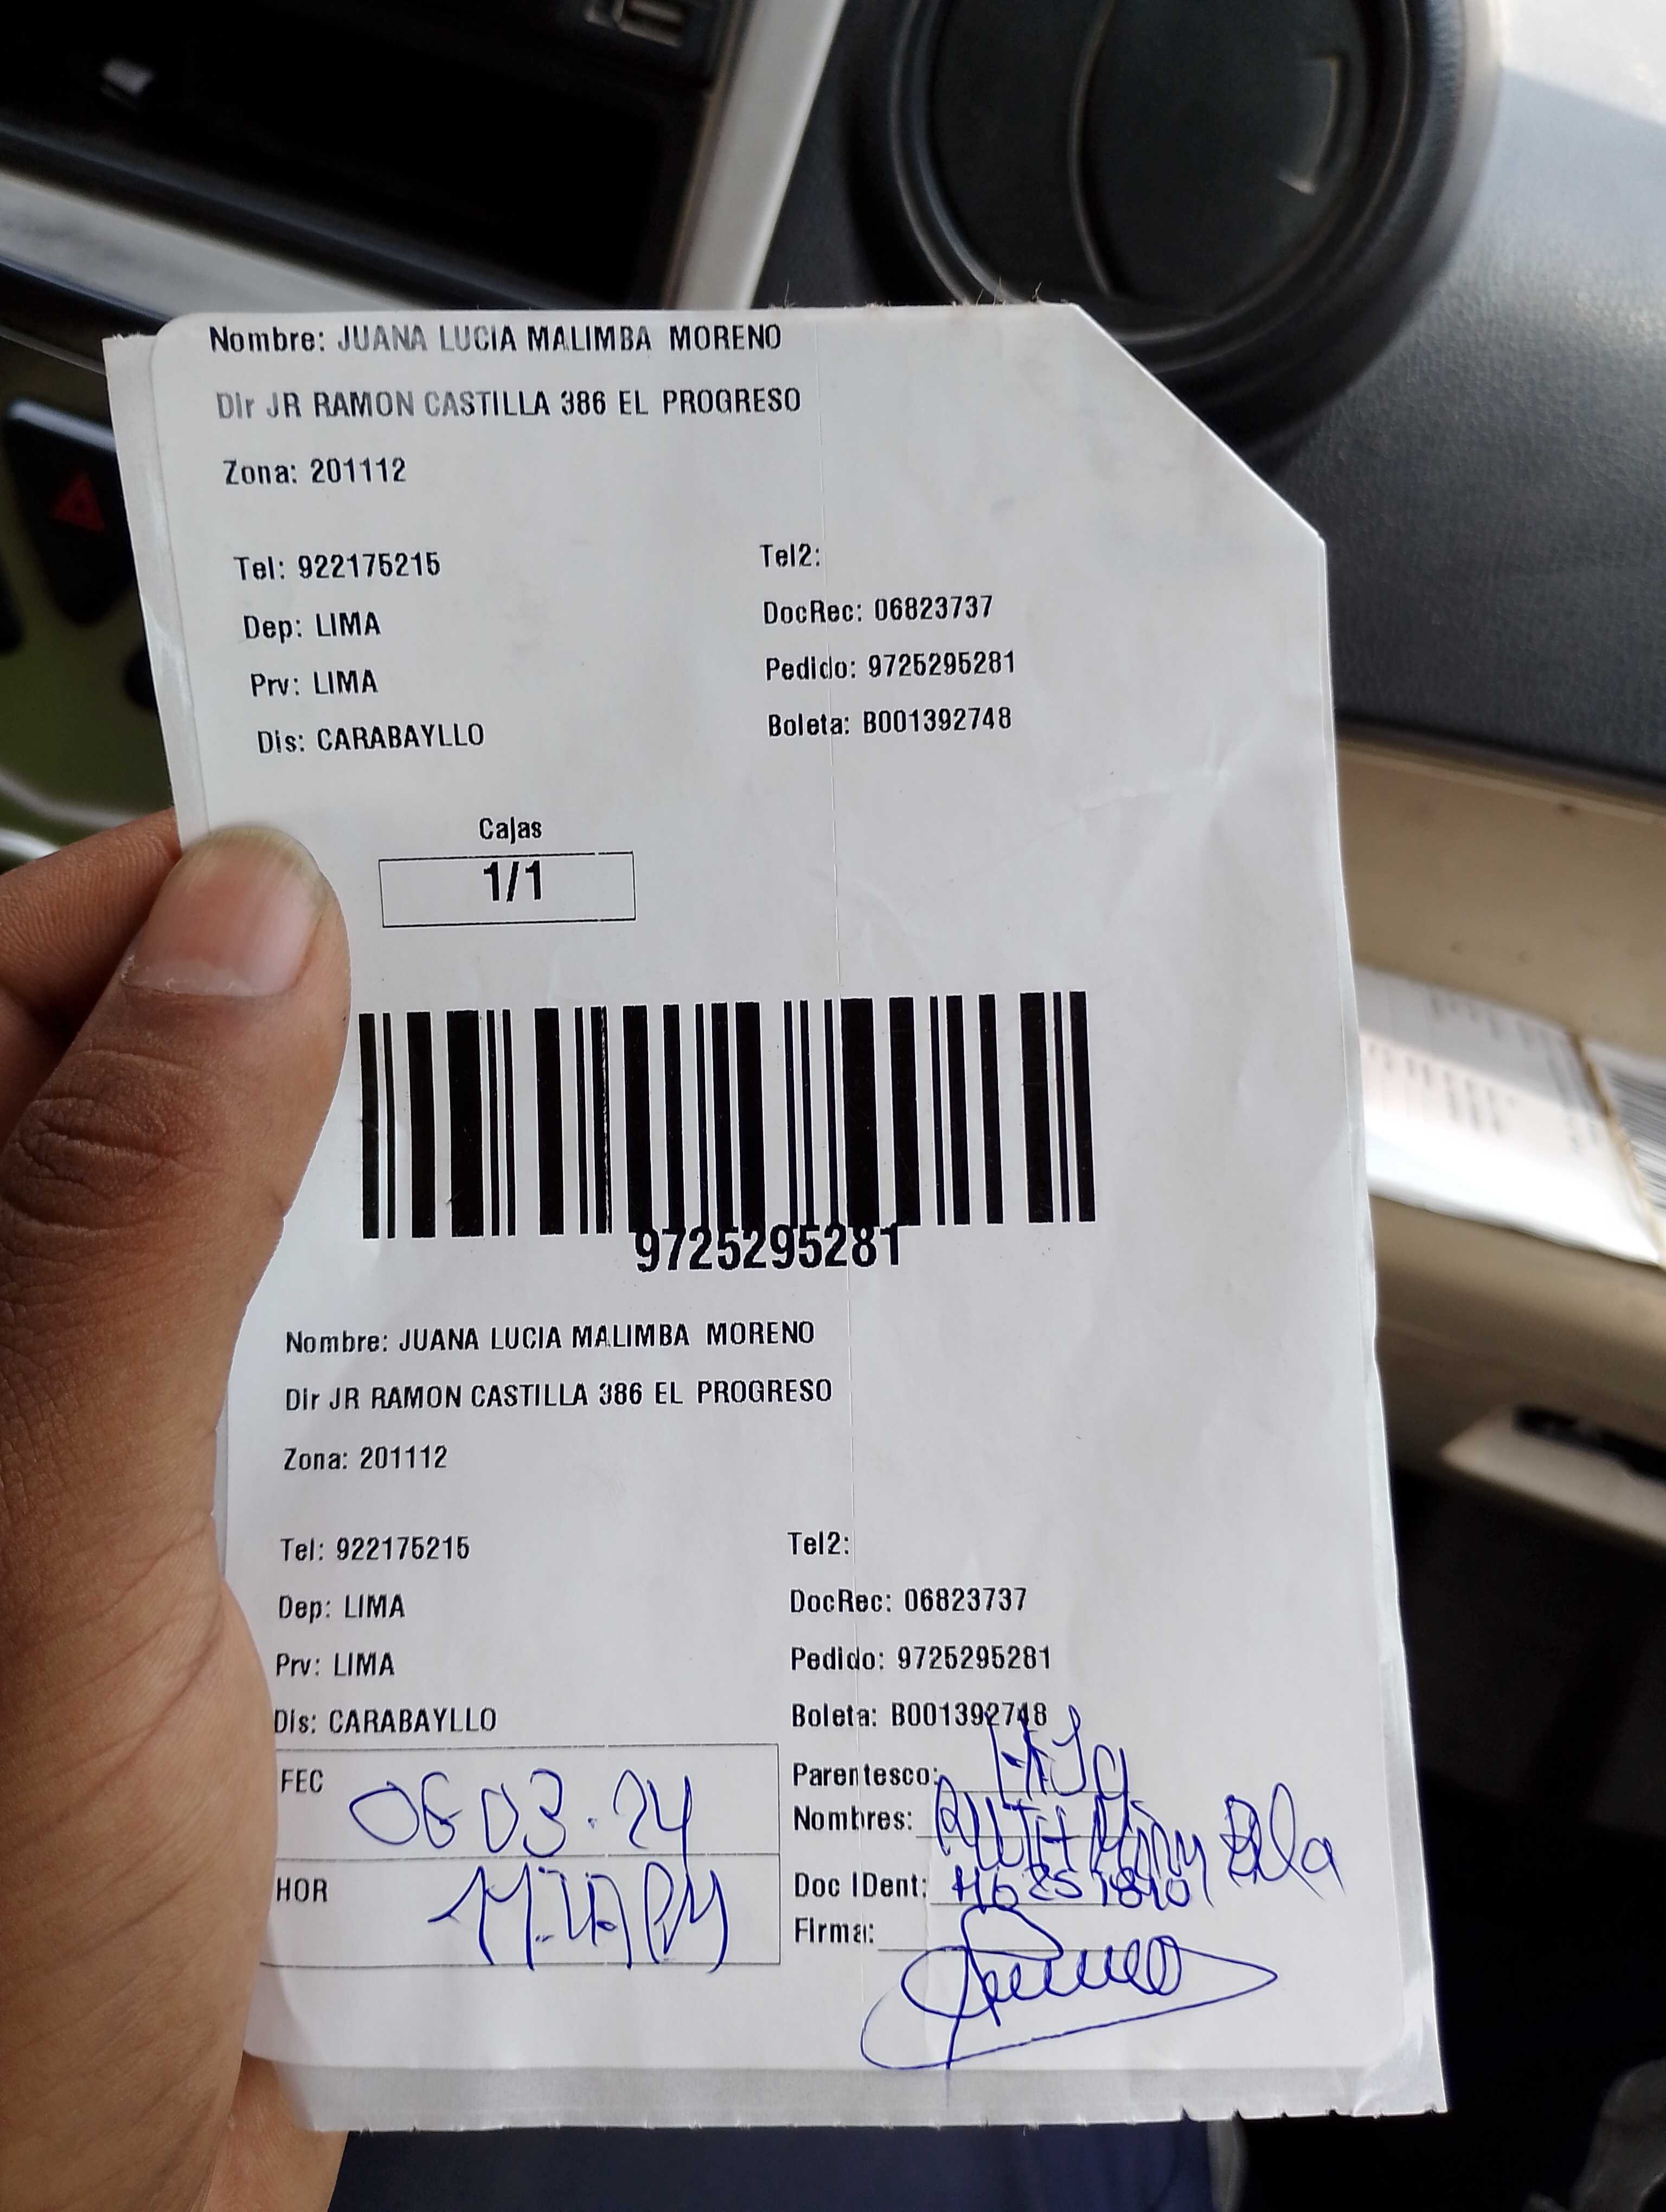 Nombre: JUANA LUCIA MALIMBA MORENO
Dir JR RAMON CASTILLA 386 EL PROGRESO
Zona: 201112
Tel: 922175215 Tel2:
Dep: LIMA DocRec: 06823737
Prv: LIMA Pedido: 9725295281
Dis: CARABAYLLO Boleta: B001392748
Cajas
1/1
9725295281
Nombre: JUANA LUCIA MALIMBA MORENO
Dir JR RAMON CASTILLA 386 EL PROGRESO
Zona: 201112
Tel: 922175215 Tel2:
Dep: LIMA DocRec: 06823737
Prv: LIMA Pedido: 9725295281
Dis: CARABAYLLO Boleta: B001392748
FEC 06 03.24 Parentesco: HiJa
Nombres: RUTH
HOR Doc IDent:
Firma: